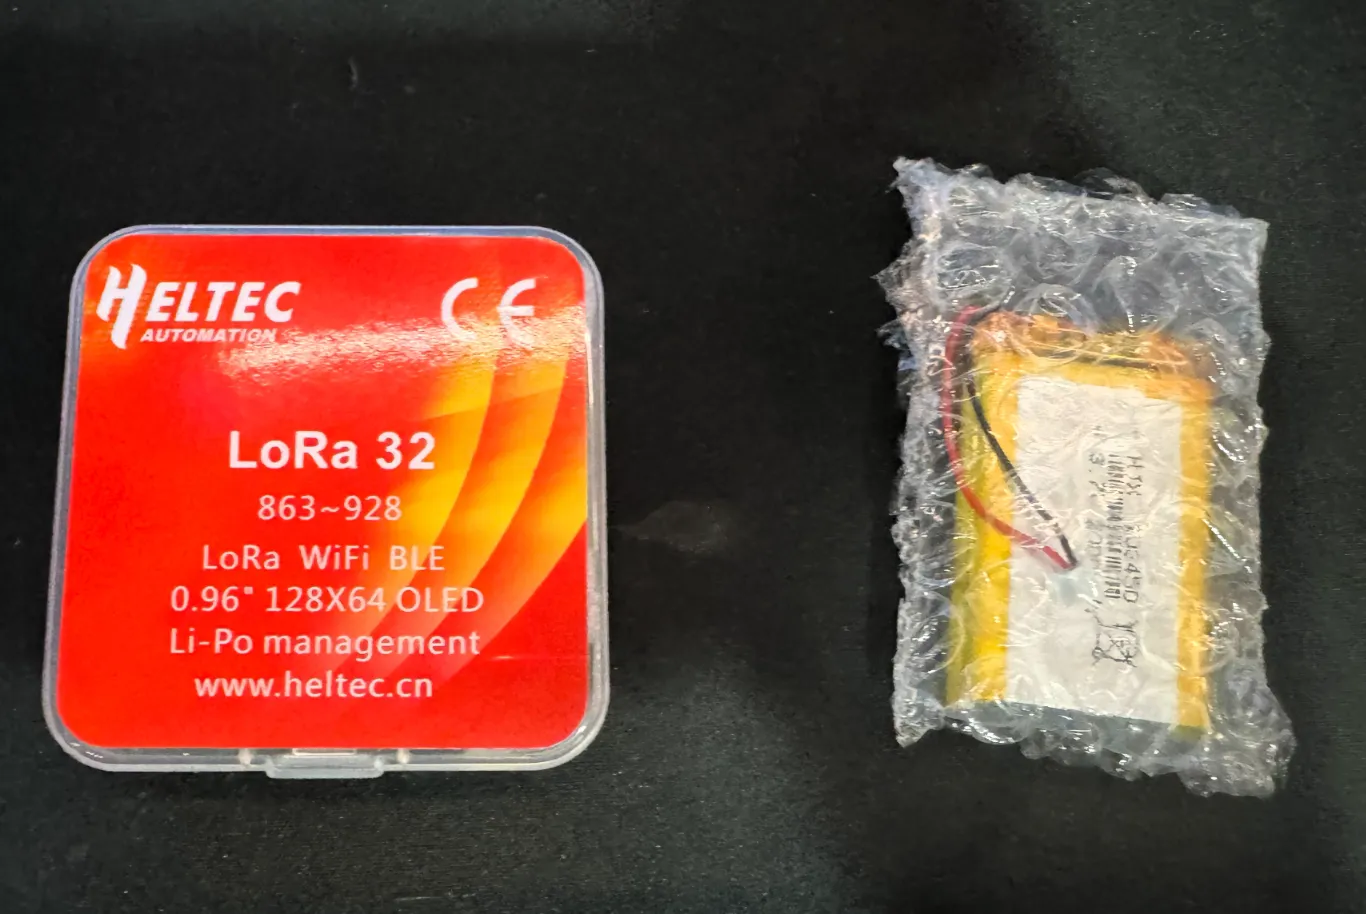 HELTEC
AUTOMATION
CE
LoRa 32
863~928
LoRa WiFi BLE
0.96" 128X64 OLED
Li-Po management
www.heltec.cn